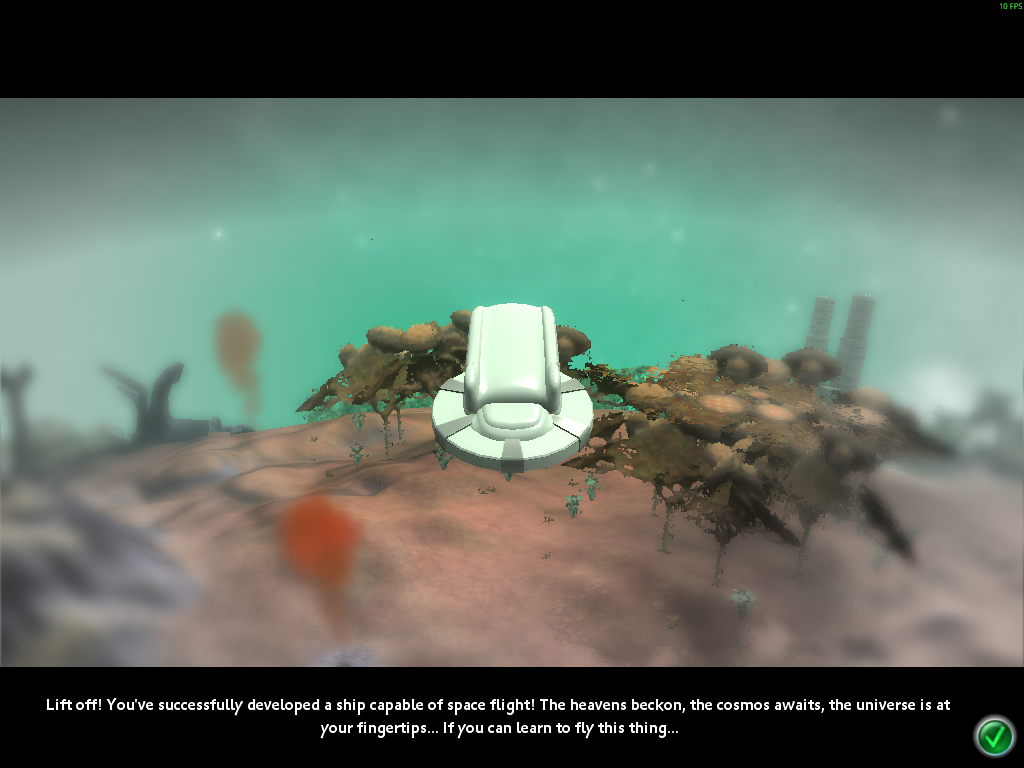 10 FPS
Lift off! You've successfully developed a ship capable of space flight! The heavens beckon, the cosmos awaits, the universe is at
your fingertips... If you can learn to fly this thing...